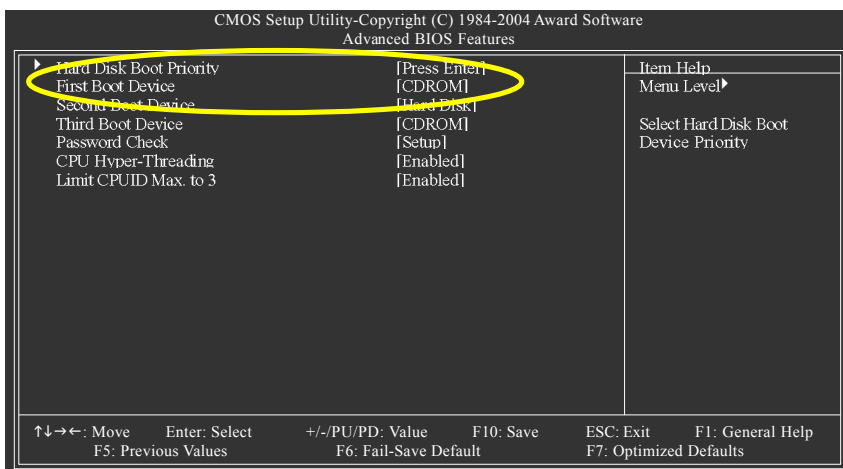 CMOS Setup Utility-Copyright (C) 1984-2004 Award Software
Advanced BIOS Features
Hard Disk Boot Priority [Press Enter]
First Boot Device [CDROM]
Second Boot Device [Hard Disk]
Third Boot Device [CDROM]
Password Check [Setup]
CPU Hyper-Threading [Enabled]
Limit CPUID Max. to 3 [Enabled]
Item Help
Menu Level▶
Select Hard Disk Boot
Device Priority
↑↓→←: Move Enter: Select +/-/PU/PD: Value F10: Save ESC: Exit F1: General Help
F5: Previous Values F6: Fail-Save Default F7: Optimized Defaults